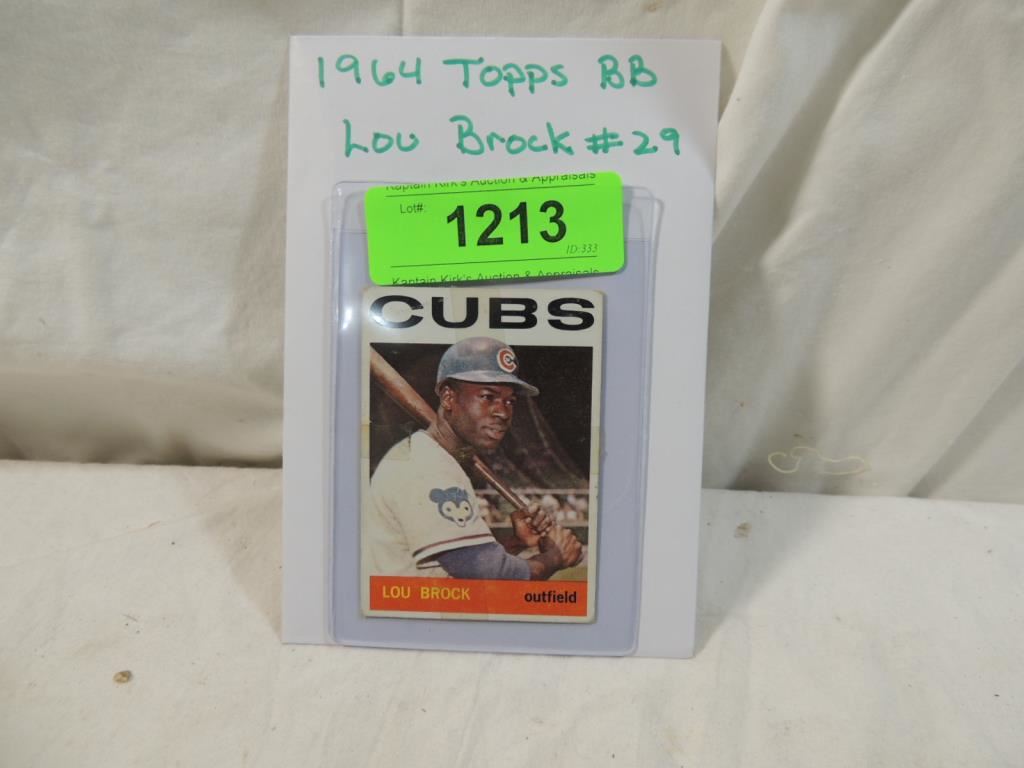 1964 Topps BB
Lou Brock #29
Kaptain Kirk's Auction & Appraisals
Lot#:
1213
ID:333
Kaptain Kirk's Auction & Appraisals
CUBS
C
LOU BROCK outfield